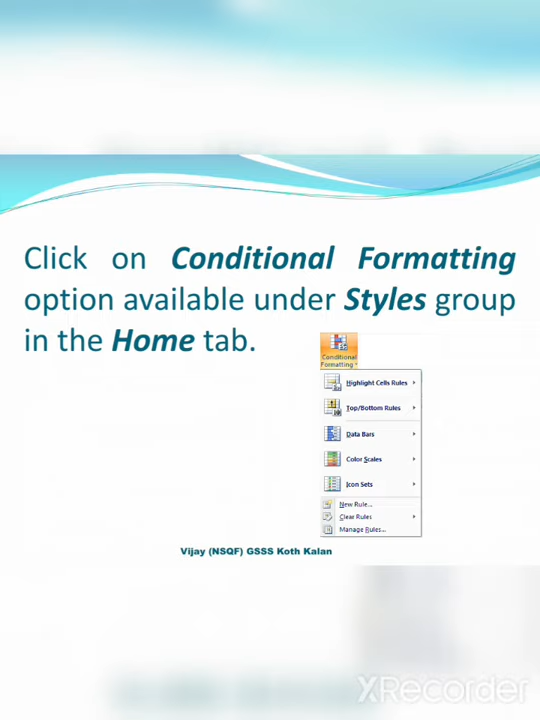 Click on Conditional Formatting
option available under Styles group
in the Home tab.
Conditional
Formatting
Highlight Cells Rules
Top/Bottom Rules
Data Bars
Color Scales
Icon Sets
New Rule...
Clear Rules
Manage Rules...
Vijay (NSQF) GSSS Koth Kalan
XRecorder